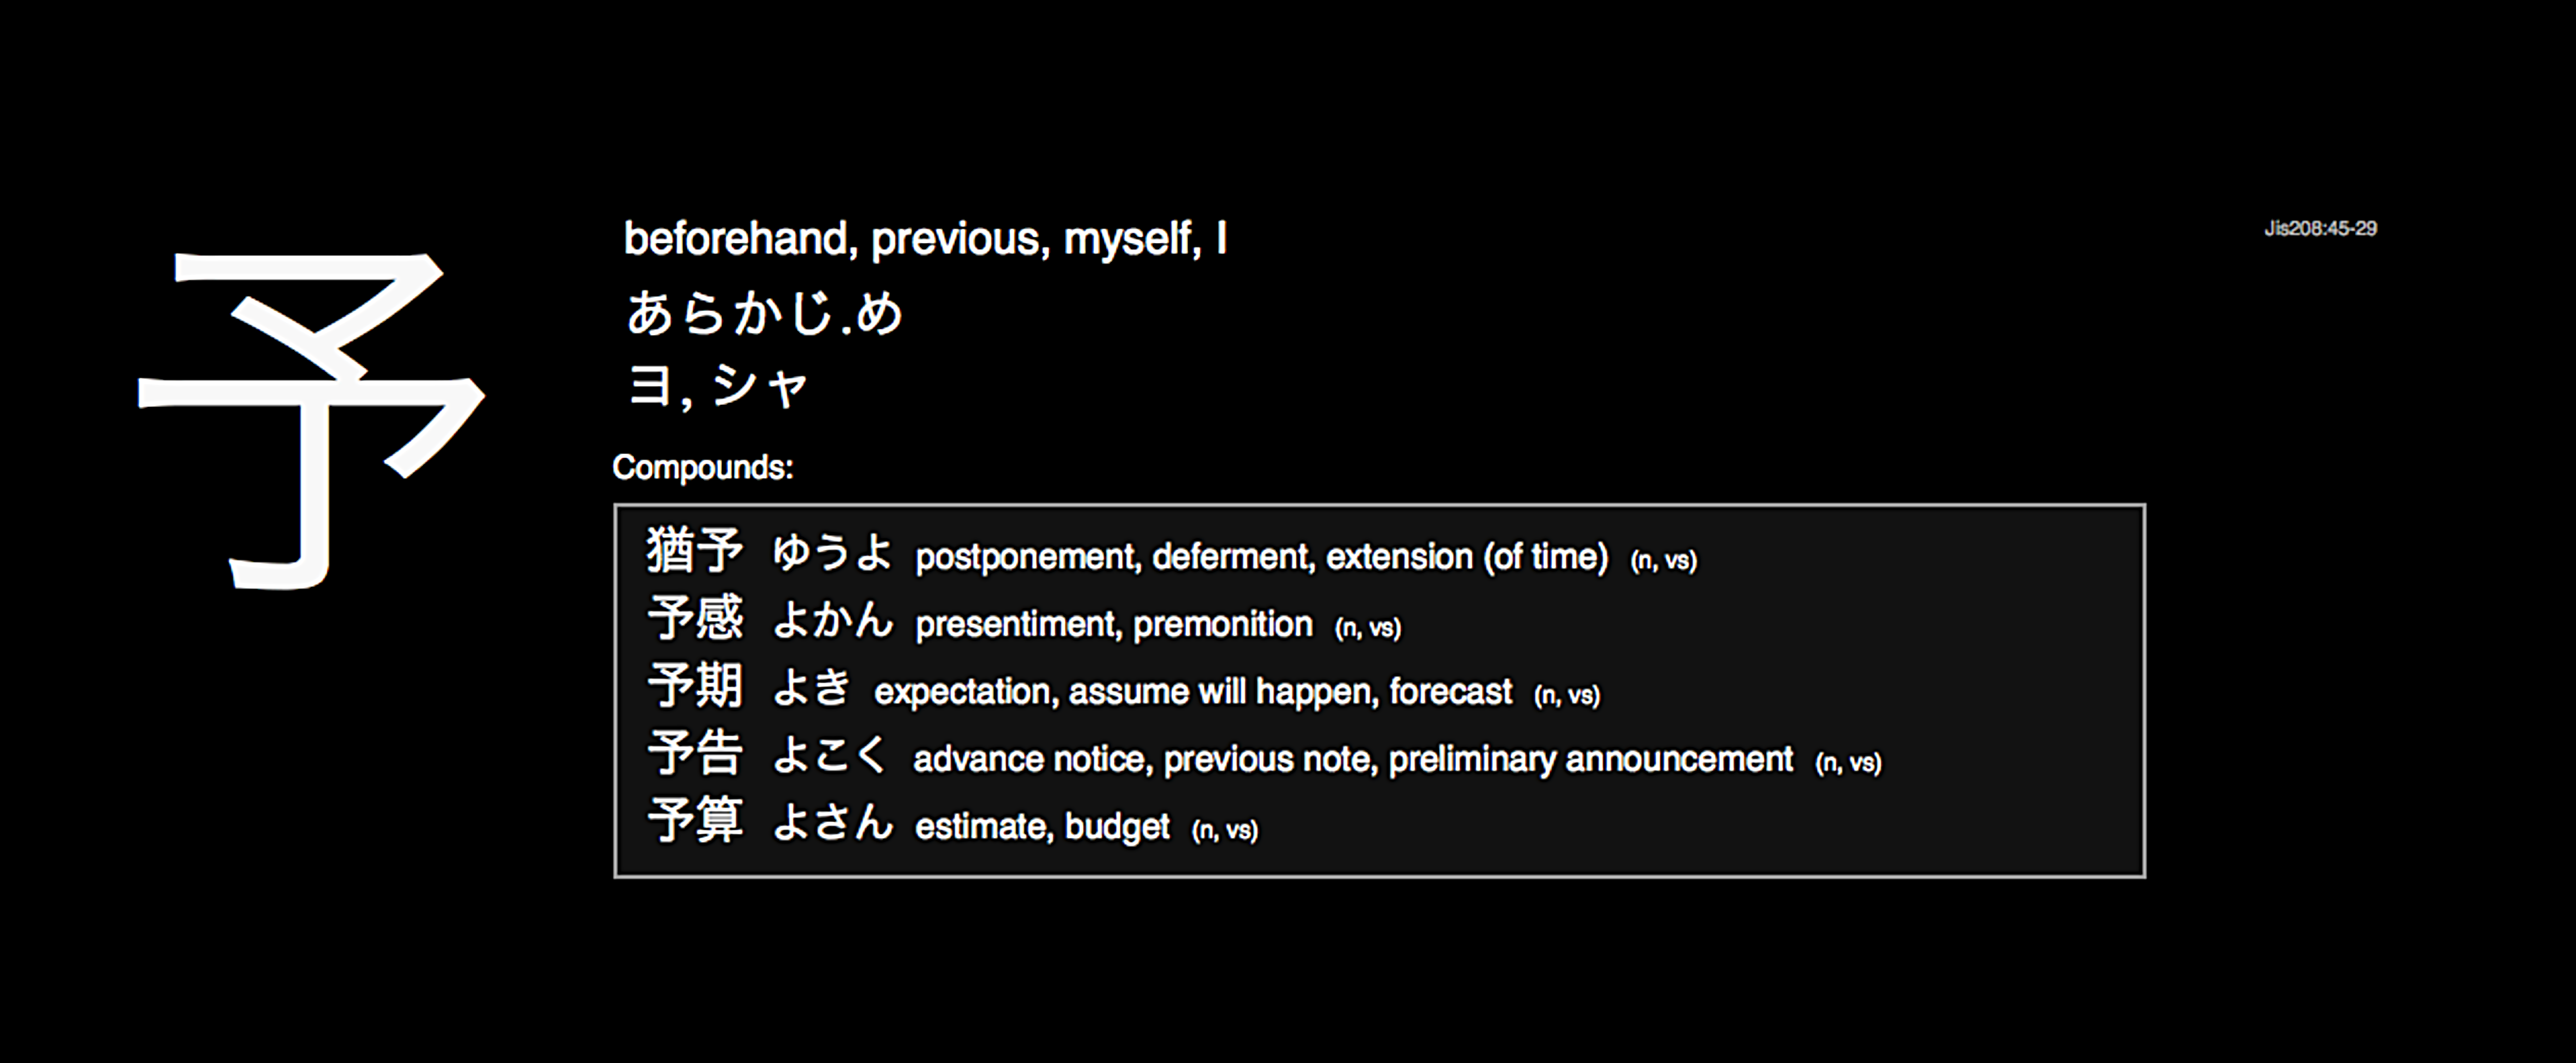 予
beforehand, previous, myself, I
Jis208:45-29
あらかじ.め
ヨ, シャ
Compounds:
猶予 ゆうよ postponement, deferment, extension (of time) (n, vs)
予感 よかん presentiment, premonition (n, vs)
予期 よき expectation, assume will happen, forecast (n, vs)
予告 よこく advance notice, previous note, preliminary announcement (n, vs)
予算 よさん estimate, budget (n, vs)